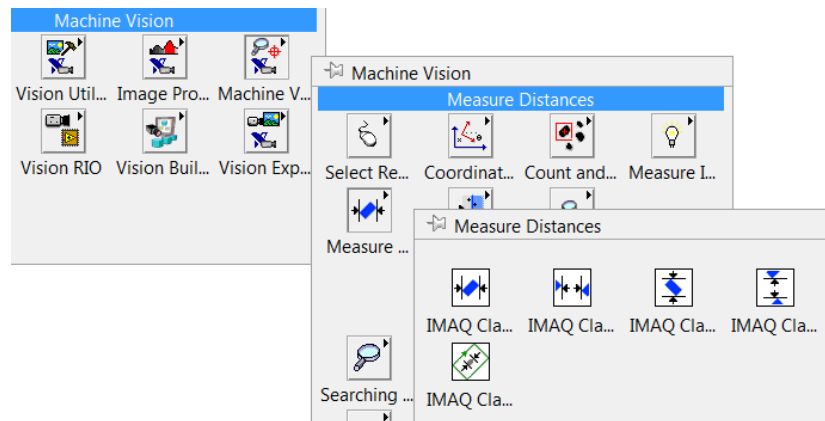 Machine Vision
Vision Util... Image Pro... Machine V...
Vision RIO Vision Buil... Vision Exp...
Machine Vision
Measure Distances
Select Re... Coordinat... Count and... Measure I...
Measure ...
Searching ...
Measure Distances
IMAQ Cla... IMAQ Cla... IMAQ Cla... IMAQ Cla...
IMAQ Cla...